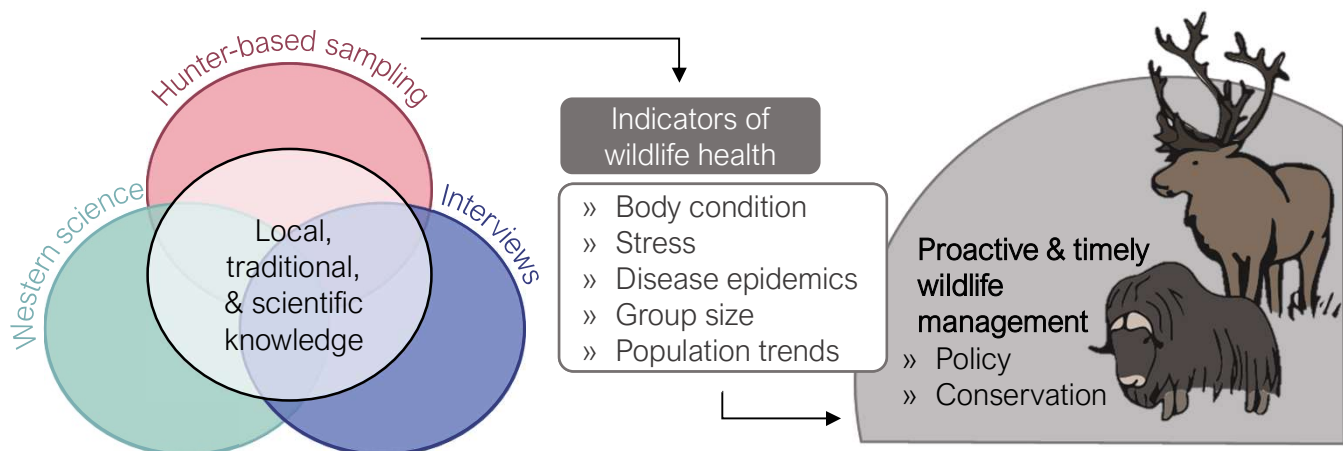 Hunter-based sampling
Western science
Interviews
Local,
traditional,
& scientific
knowledge
Indicators of
wildlife health
» Body condition
» Stress
» Disease epidemics
» Group size
» Population trends
Proactive & timely
wildlife
management
» Policy
» Conservation